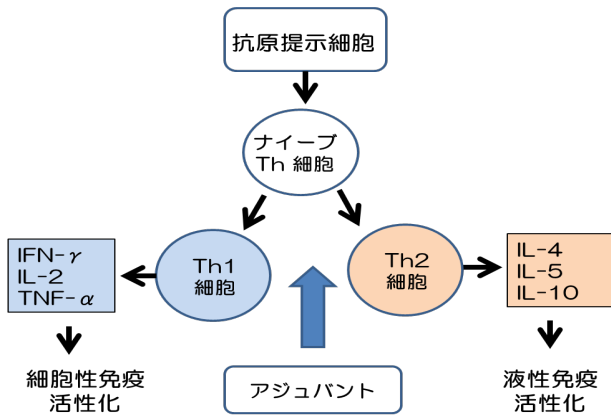 抗原提示細胞
ナイーブ
Th 細胞
Th1
細胞
Th2
細胞
IFN-γ
IL-2
TNF-α
IL-4
IL-5
IL-10
細胞性免疫
活性化
アジュバント
液性免疫
活性化